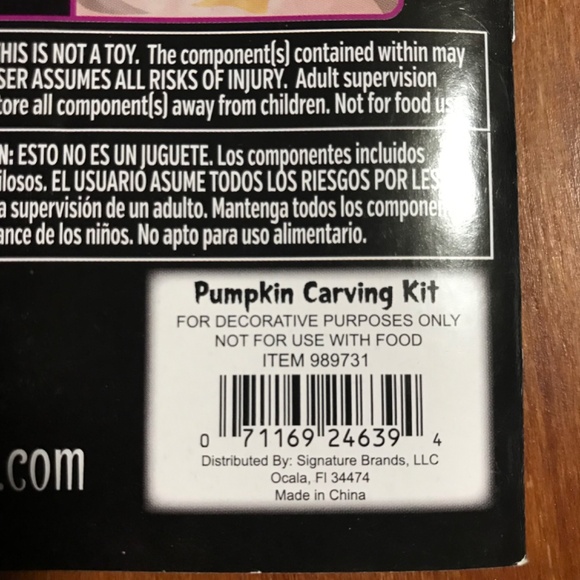 THIS IS NOT A TOY. The component(s) contained within may
SER ASSUMES ALL RISKS OF INJURY. Adult supervision
tore all component(s) away from children. Not for food us
N: ESTO NO ES UN JUGUETE. Los componentes incluidos
ilosos. EL USUARIO ASUME TODOS LOS RIESGOS POR LES
a supervisión de un adulto. Mantenga todos los componen
ance de los niños. No apto para uso alimentario.
Pumpkin Carving Kit
FOR DECORATIVE PURPOSES ONLY
NOT FOR USE WITH FOOD
ITEM 989731
0 71169 24639 4
.com
Distributed By: Signature Brands, LLC
Ocala, Fl 34474
Made in China